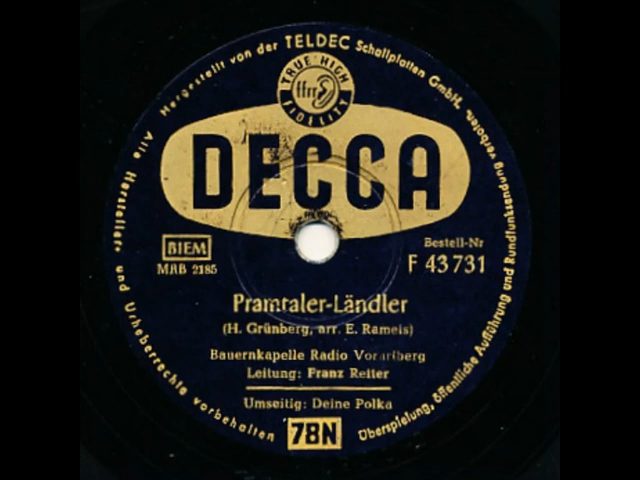 Alle Hersteller- und Urheberrechte vorbehalten
Hergestellt von der TELDEC Schallplatten GmbH.
Überspielung, öffentliche Aufführung und Rundfunksendung verboten.
TRUE HIGH
ffrr
FIDELITY
DECCA
BIEM
MRB 2185
Bestell-Nr
F 43 731
Pramtaler-Ländler
(H. Grünberg, arr. E. Rameis)
Bauernkapelle Radio Vorarlberg
Leitung: Franz Reiter
Umseitig: Deine Polka
78N